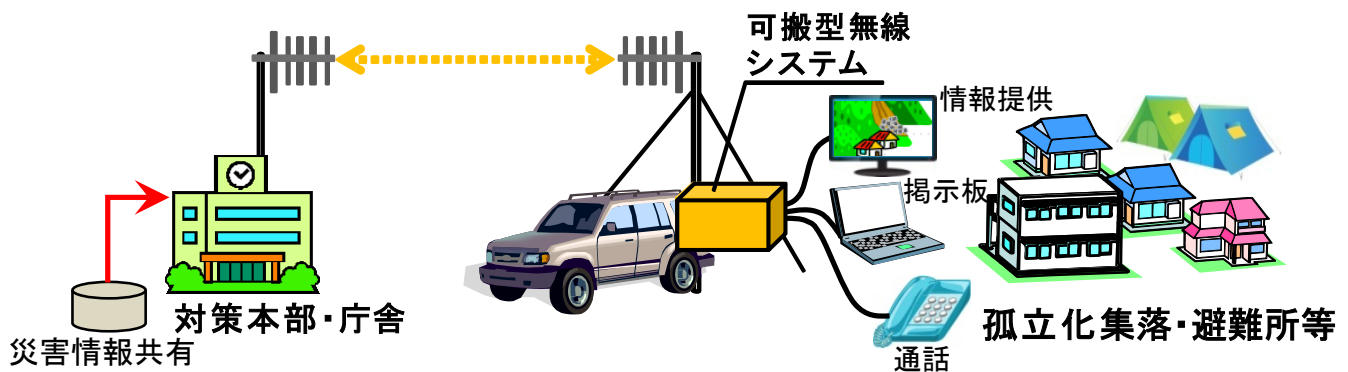 可搬型無線
システム
情報提供
掲示板
対策本部・庁舎
災害情報共有
孤立化集落・避難所等
通話